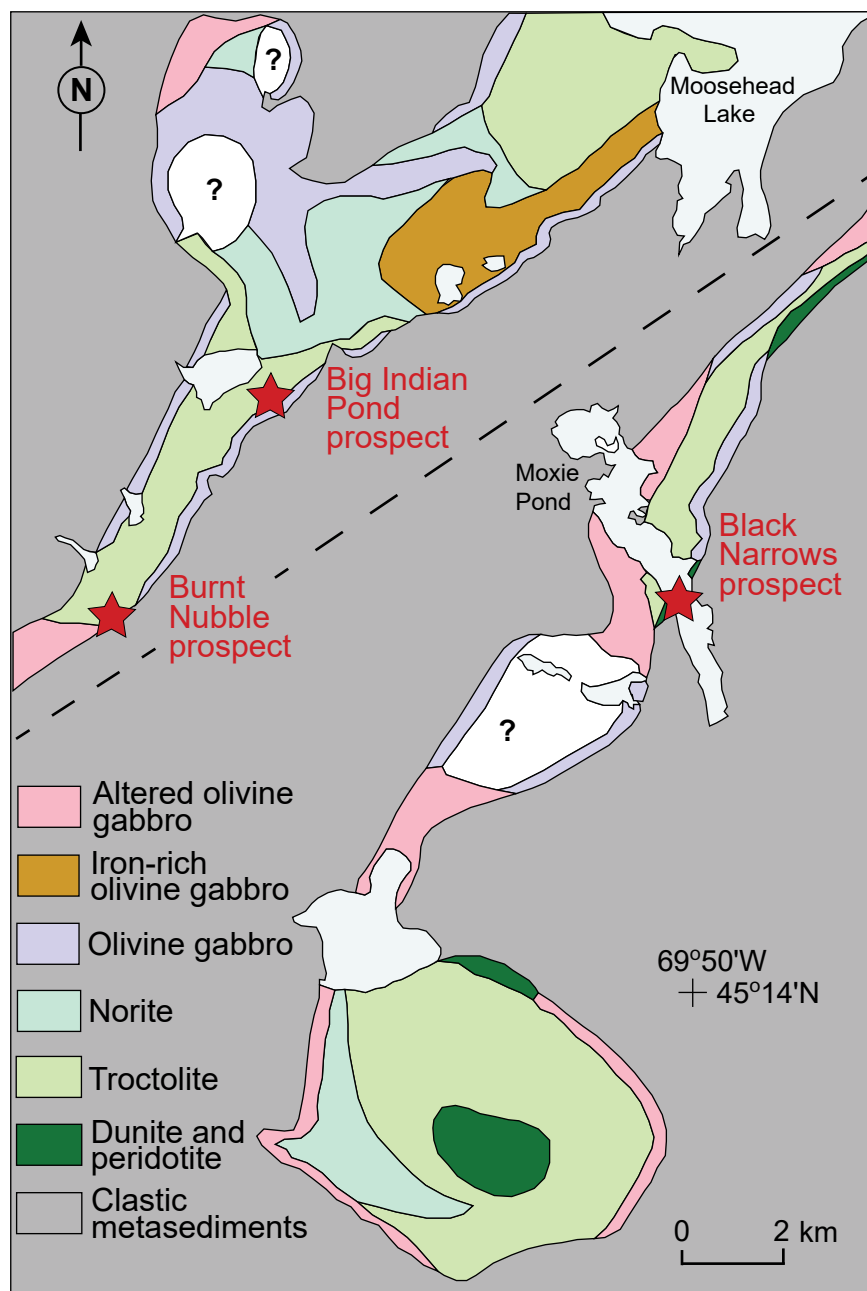 N
?
?
Moosehead
Lake
Big Indian
Pond
prospect
Moxie
Pond
Black
Narrows
prospect
Burnt
Nubble
prospect
?
Altered olivine
gabbro
Iron-rich
olivine gabbro
Olivine gabbro
Norite
Troctolite
Dunite and
peridotite
Clastic
metasediments
69º50'W
45º14'N
0 2 km